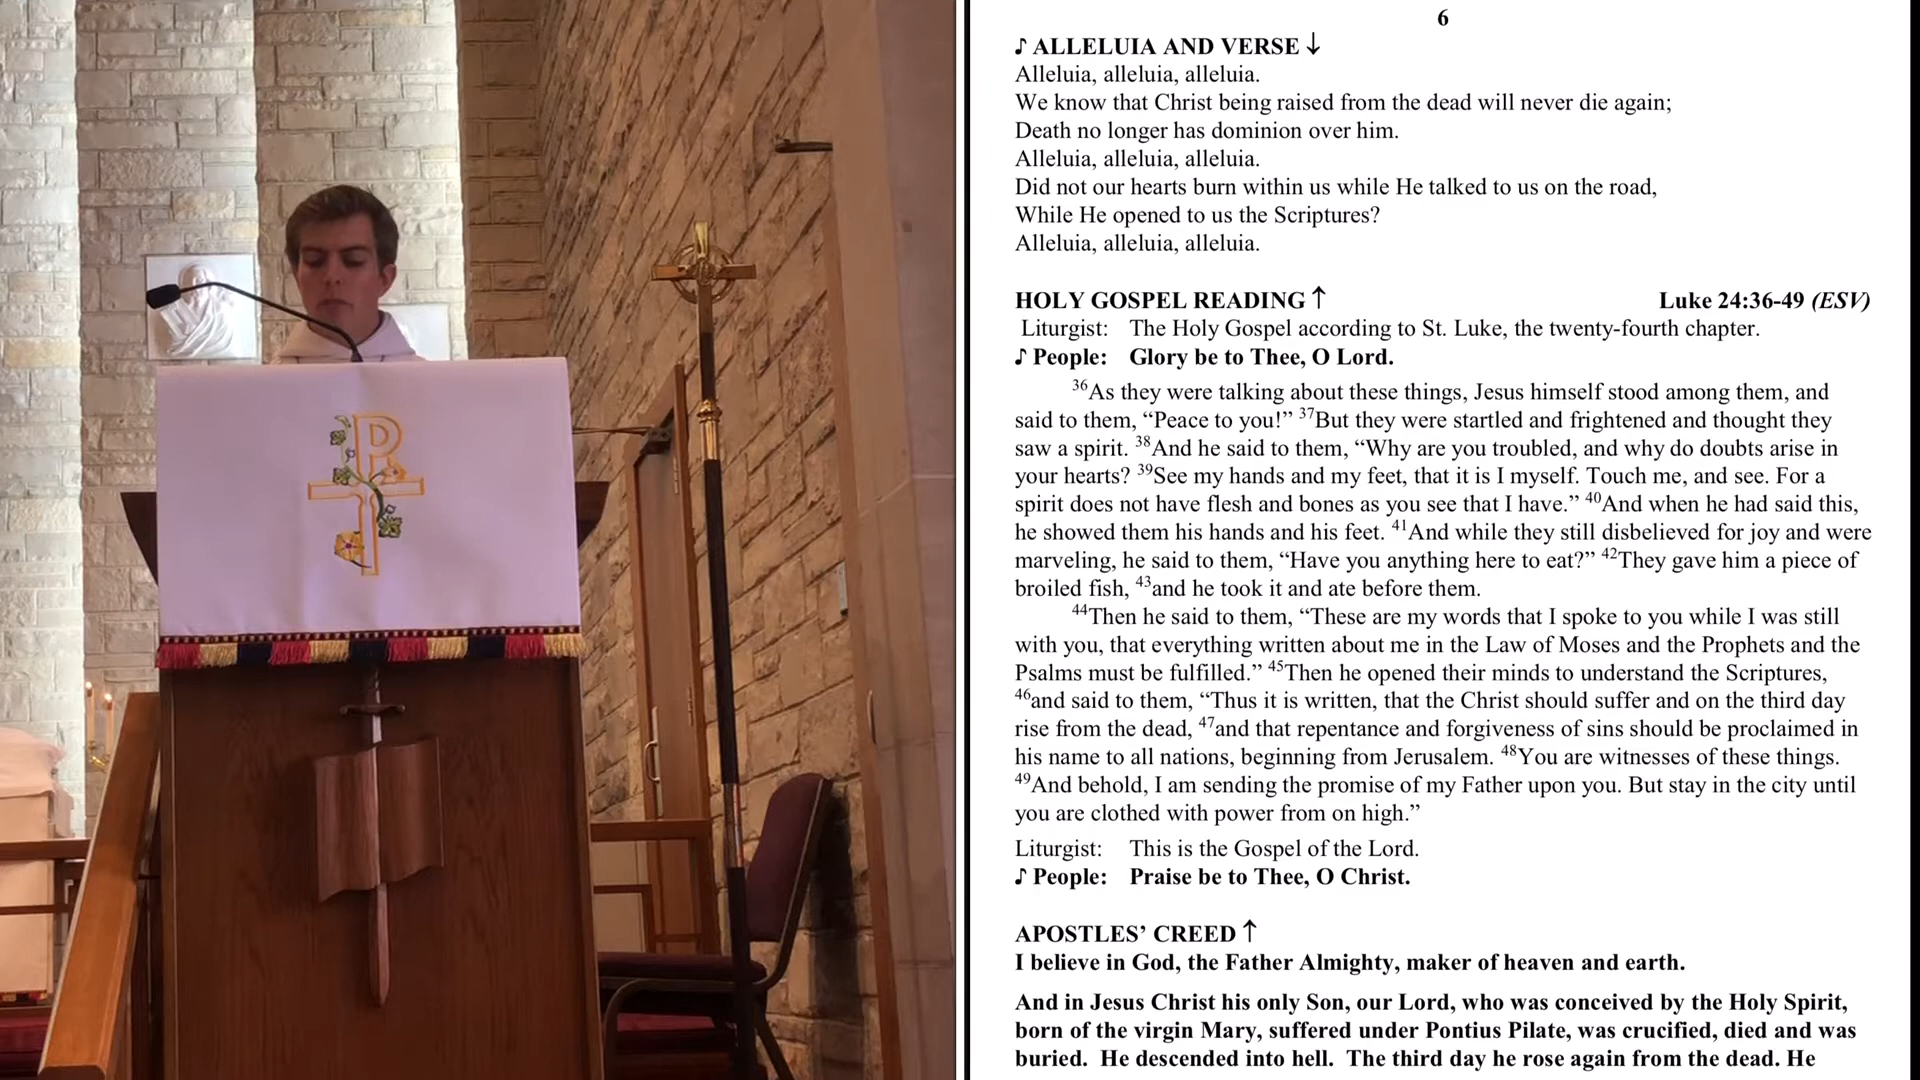 6
♪ ALLELUIA AND VERSE ↓
Alleluia, alleluia, alleluia.
We know that Christ being raised from the dead will never die again;
Death no longer has dominion over him.
Alleluia, alleluia, alleluia.
Did not our hearts burn within us while He talked to us on the road,
While He opened to us the Scriptures?
Alleluia, alleluia, alleluia.
HOLY GOSPEL READING ↑ Luke 24:36-49 (ESV)
Liturgist: The Holy Gospel according to St. Luke, the twenty-fourth chapter.
♪ People: Glory be to Thee, O Lord.
³⁶As they were talking about these things, Jesus himself stood among them, and
said to them, “Peace to you!” ³⁷But they were startled and frightened and thought they
saw a spirit. ³⁸And he said to them, “Why are you troubled, and why do doubts arise in
your hearts? ³⁹See my hands and my feet, that it is I myself. Touch me, and see. For a
spirit does not have flesh and bones as you see that I have.” ⁴⁰And when he had said this,
he showed them his hands and his feet. ⁴¹And while they still disbelieved for joy and were
marveling, he said to them, “Have you anything here to eat?” ⁴²They gave him a piece of
broiled fish, ⁴³and he took it and ate before them.
⁴⁴Then he said to them, “These are my words that I spoke to you while I was still
with you, that everything written about me in the Law of Moses and the Prophets and the
Psalms must be fulfilled.” ⁴⁵Then he opened their minds to understand the Scriptures,
⁴⁶and said to them, “Thus it is written, that the Christ should suffer and on the third day
rise from the dead, ⁴⁷and that repentance and forgiveness of sins should be proclaimed in
his name to all nations, beginning from Jerusalem. ⁴⁸You are witnesses of these things.
⁴⁹And behold, I am sending the promise of my Father upon you. But stay in the city until
you are clothed with power from on high.”
Liturgist: This is the Gospel of the Lord.
♪ People: Praise be to Thee, O Christ.
APOSTLES’ CREED ↑
I believe in God, the Father Almighty, maker of heaven and earth.
And in Jesus Christ his only Son, our Lord, who was conceived by the Holy Spirit,
born of the virgin Mary, suffered under Pontius Pilate, was crucified, died and was
buried. He descended into hell. The third day he rose again from the dead. He